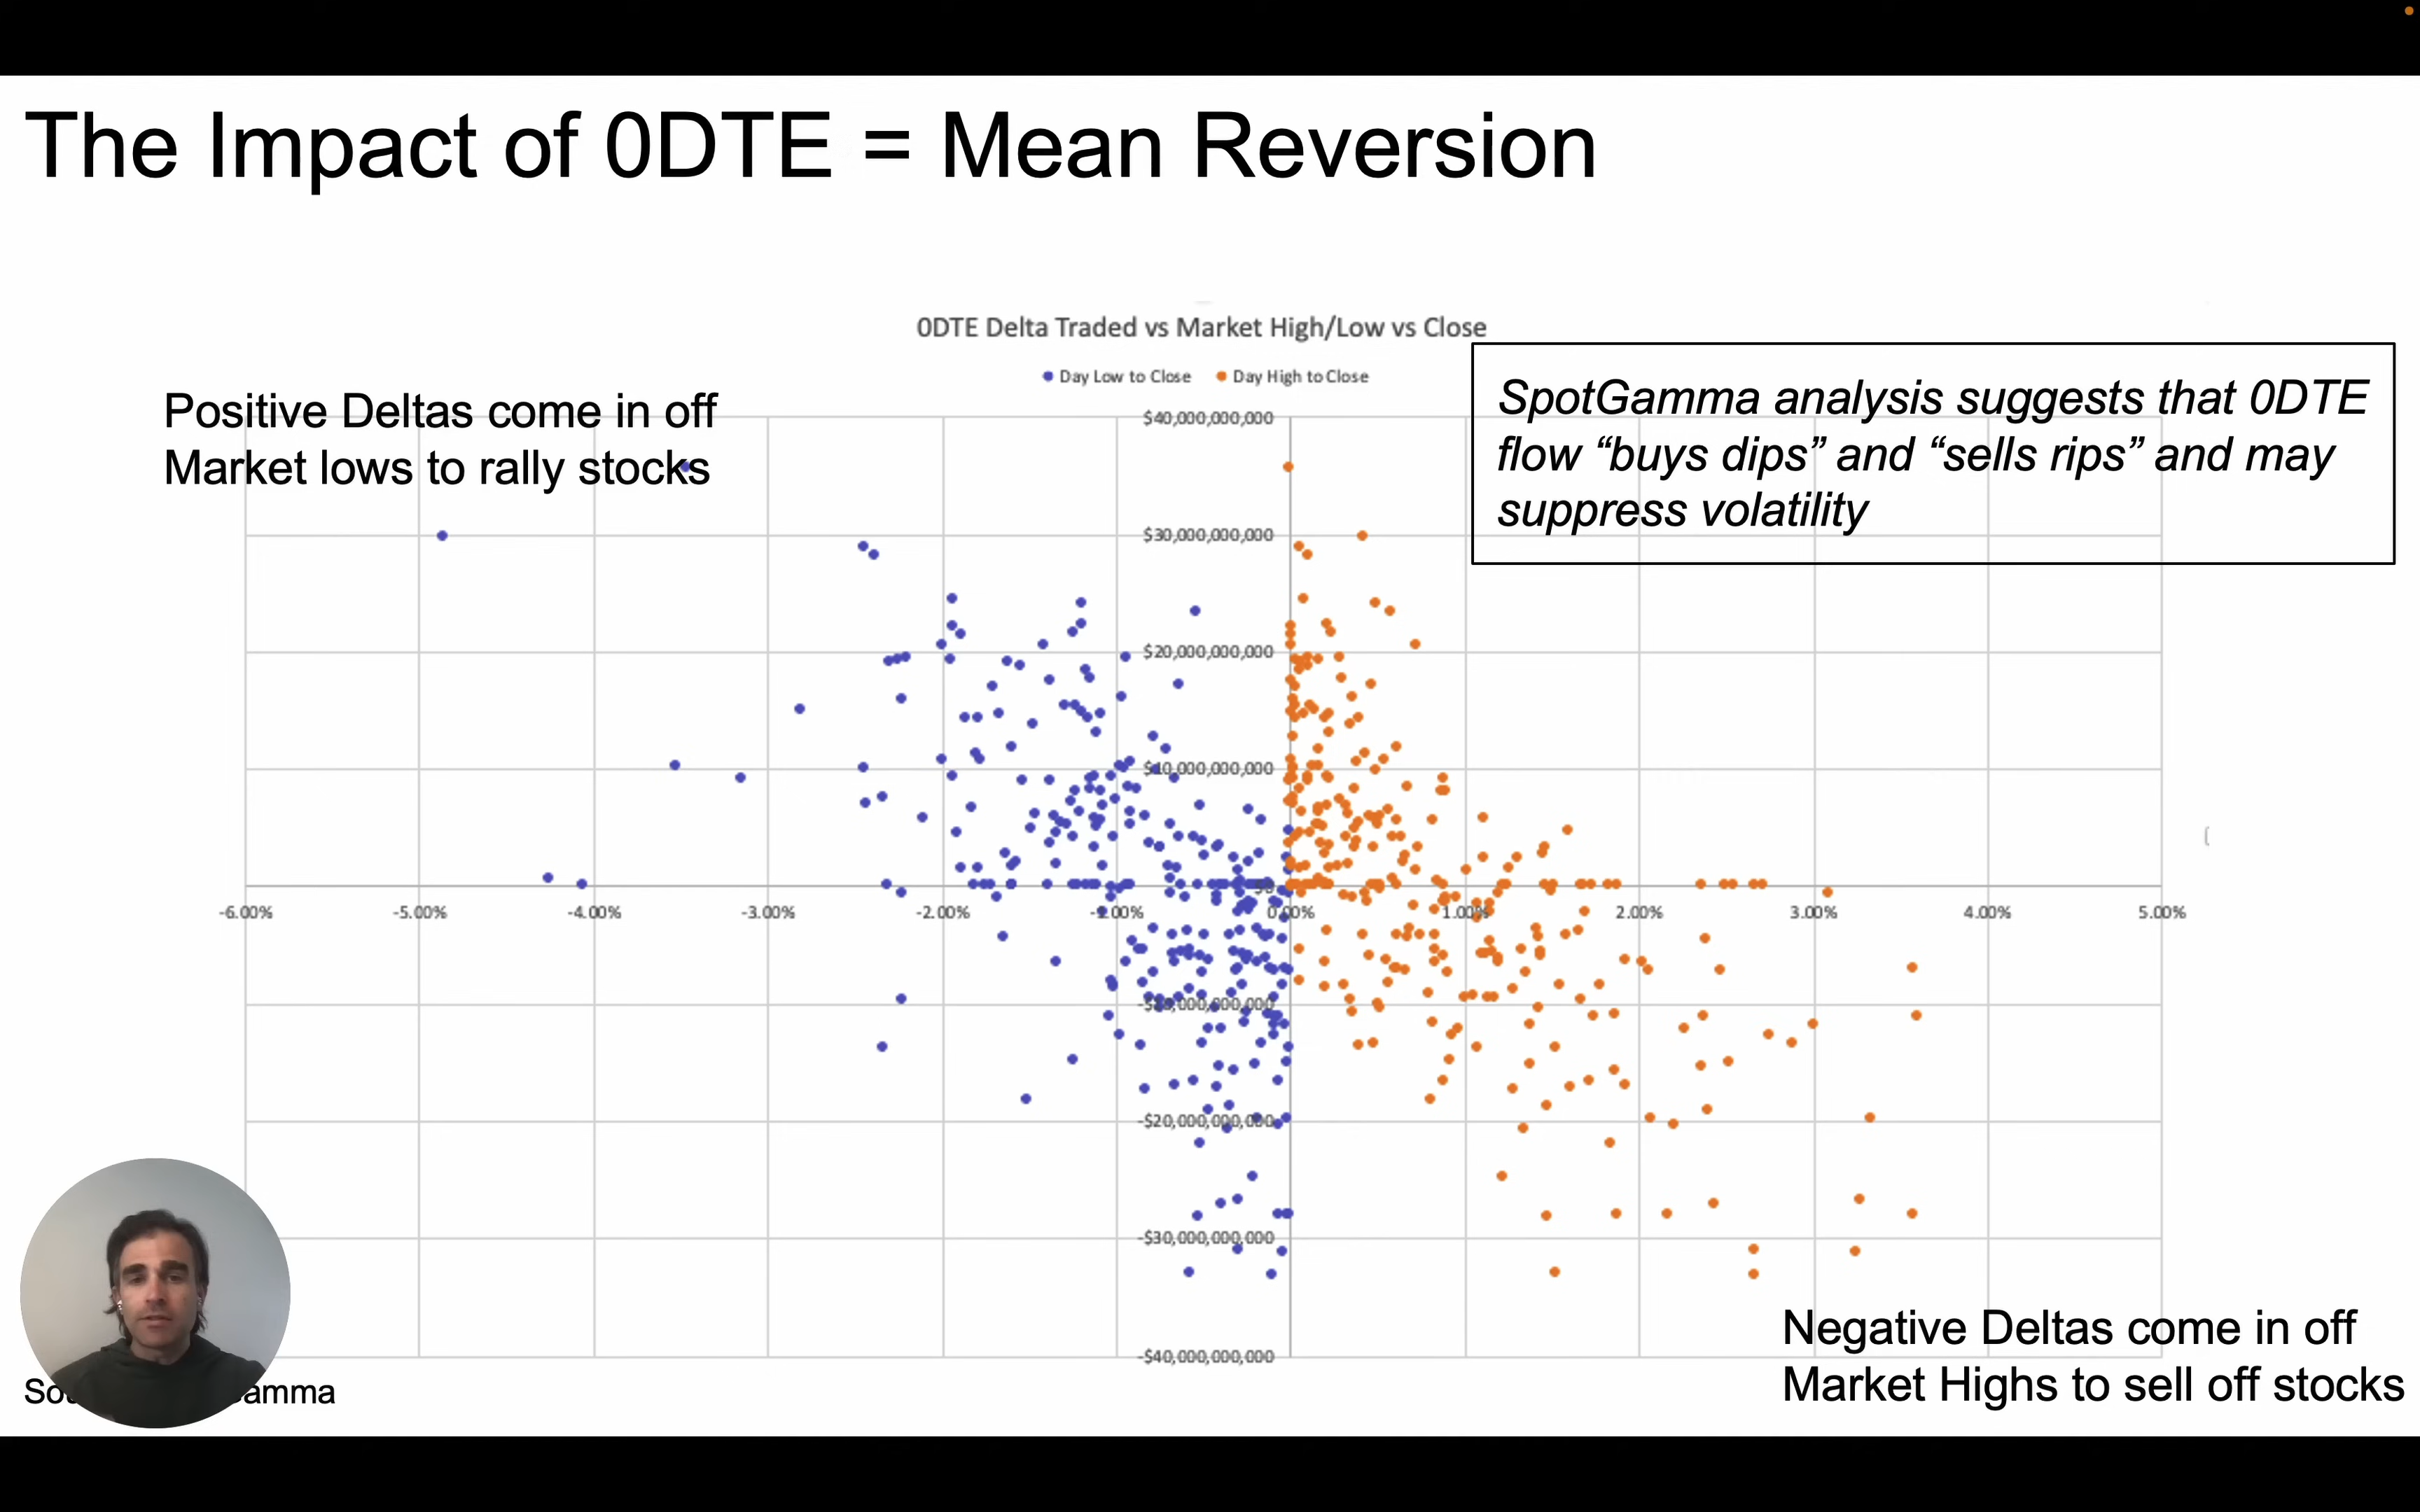 The Impact of 0DTE = Mean Reversion
0DTE Delta Traded vs Market High/Low vs Close
Day Low to Close
Day High to Close
Positive Deltas come in off
Market lows to rally stocks
SpotGamma analysis suggests that 0DTE
flow “buys dips” and “sells rips” and may
suppress volatility
$40,000,000,000
$30,000,000,000
$20,000,000,000
$10,000,000,000
$0
-6.00%
-5.00%
-4.00%
-3.00%
-2.00%
-1.00%
0.00%
1.00%
2.00%
3.00%
4.00%
5.00%
-$10,000,000,000
-$20,000,000,000
-$30,000,000,000
-$40,000,000,000
Negative Deltas come in off
Market Highs to sell off stocks